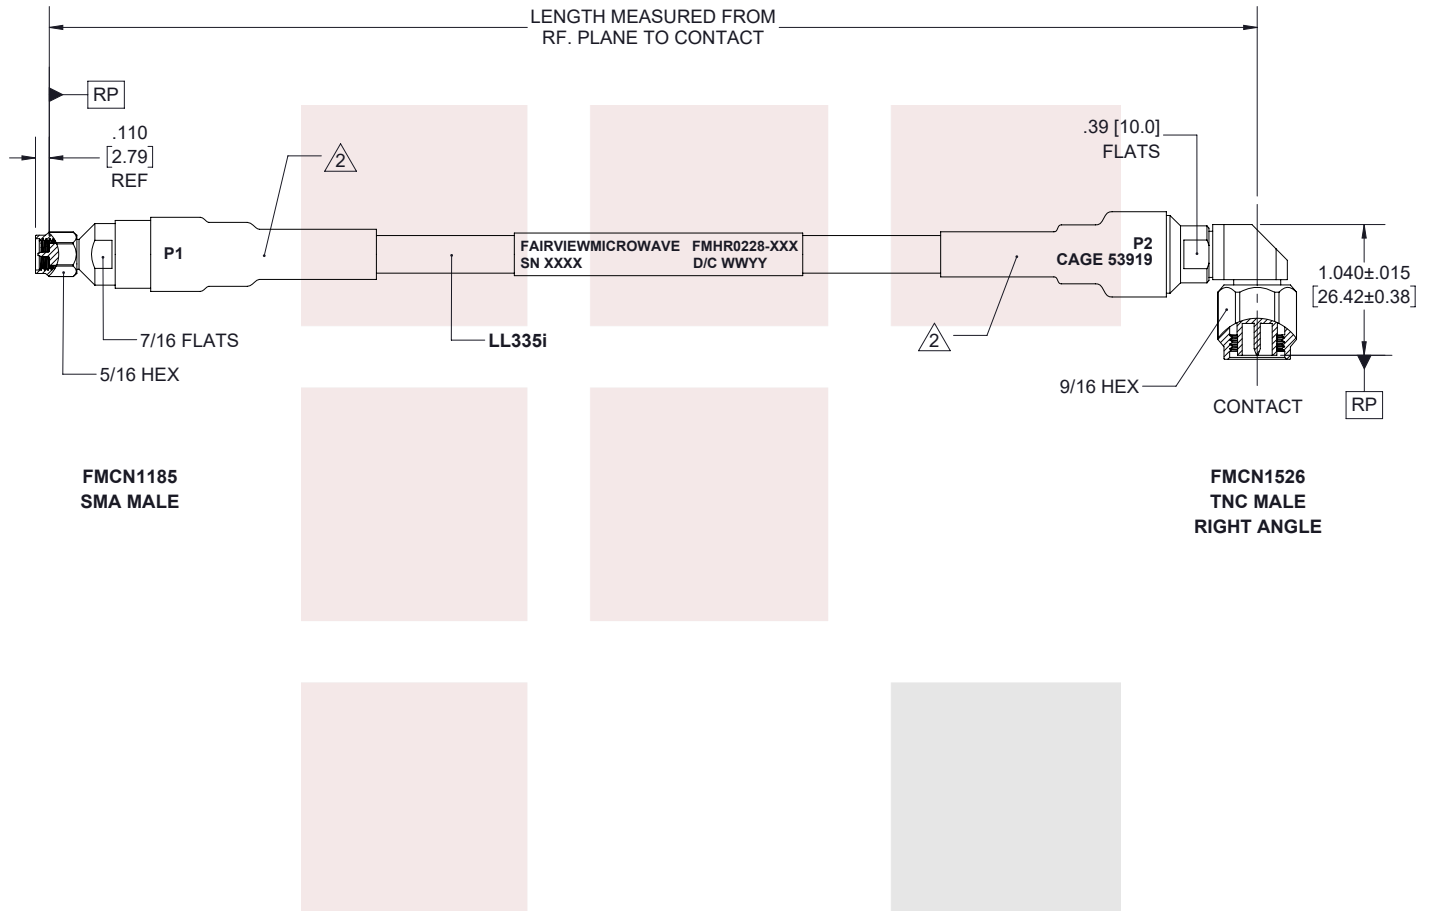 LENGTH MEASURED FROM
RF. PLANE TO CONTACT
RP
.110
[2.79]
REF
2
.39 [10.0]
FLATS
P1
FAIRVIEWMICROWAVE FMHR0228-XXX
SN XXXX D/C WWYY
P2
CAGE 53919
1.040±.015
[26.42±0.38]
7/16 FLATS
LL335i
2
5/16 HEX
9/16 HEX
CONTACT
RP
FMCN1185
SMA MALE
FMCN1526
TNC MALE
RIGHT ANGLE